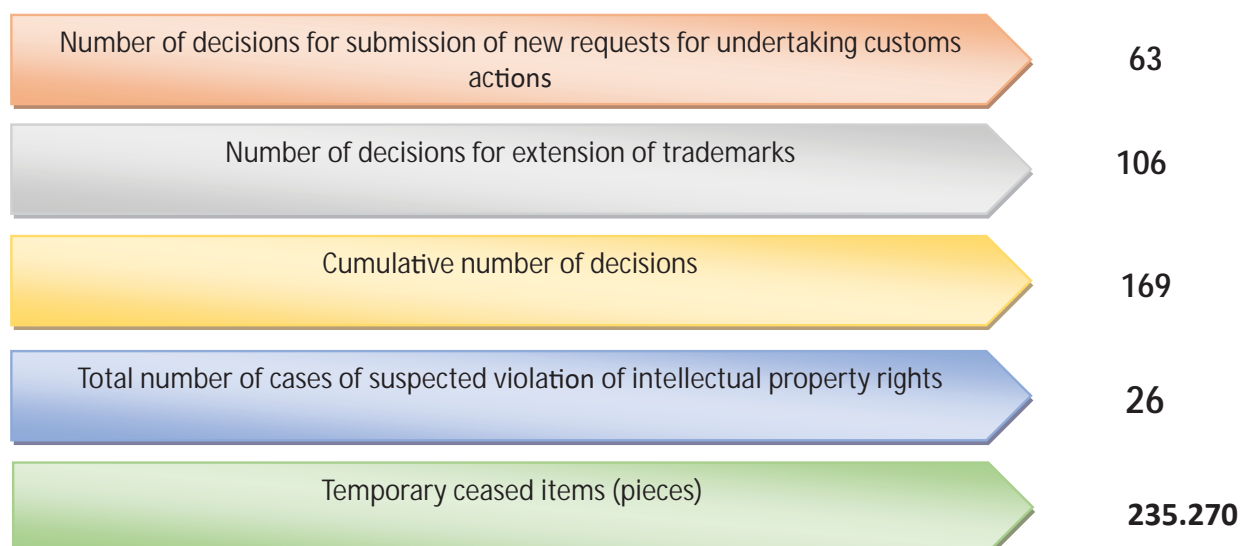 Number of decisions for submission of new requests for undertaking customs
actions
63
Number of decisions for extension of trademarks
106
Cumulative number of decisions
169
Total number of cases of suspected violation of intellectual property rights
26
Temporary ceased items (pieces)
235.270